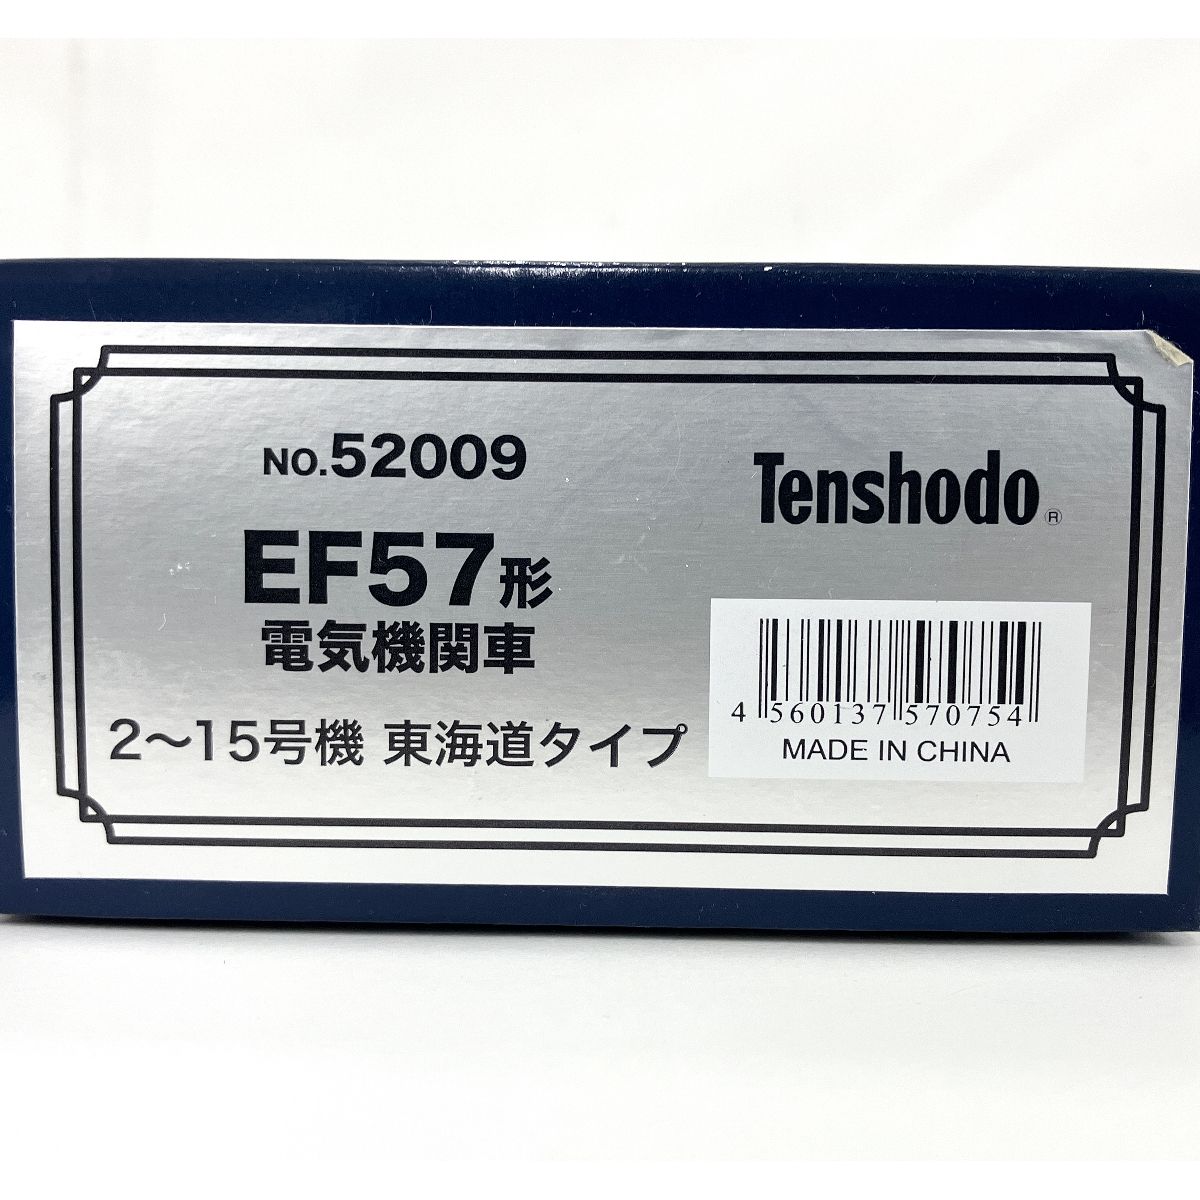 NO.52009
Tenshodo®
EF57形
電気機関車
2〜15号機 東海道タイプ
4 560137 570754
MADE IN CHINA